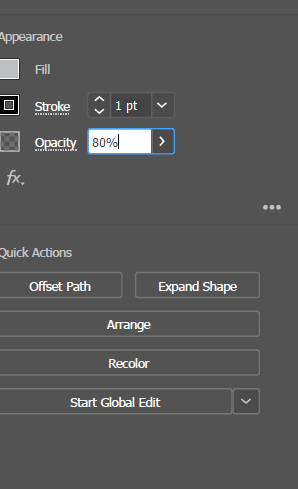 Appearance
Fill
Stroke 1 pt
Opacity 80%
fx.
Quick Actions
Offset Path Expand Shape
Arrange
Recolor
Start Global Edit